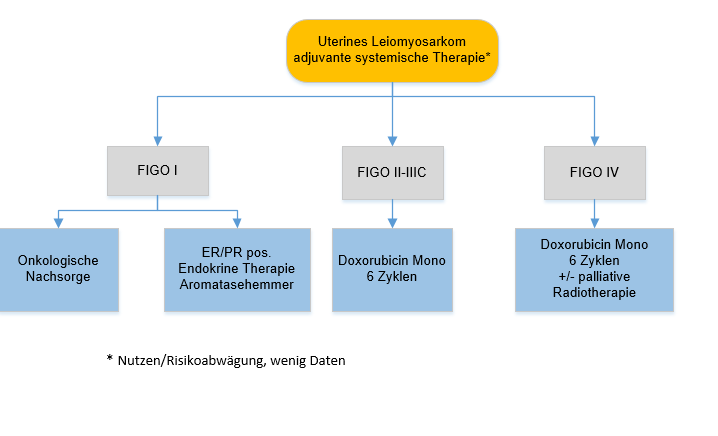 Uterines Leiomyosarkom
adjuvante systemische Therapie*
FIGO I
FIGO II-IIIC
FIGO IV
Onkologische
Nachsorge
ER/PR pos.
Endokrine Therapie
Aromatasehemmer
Doxorubicin Mono
6 Zyklen
Doxorubicin Mono
6 Zyklen
+/- palliative
Radiotherapie
* Nutzen/Risikoabwägung, wenig Daten